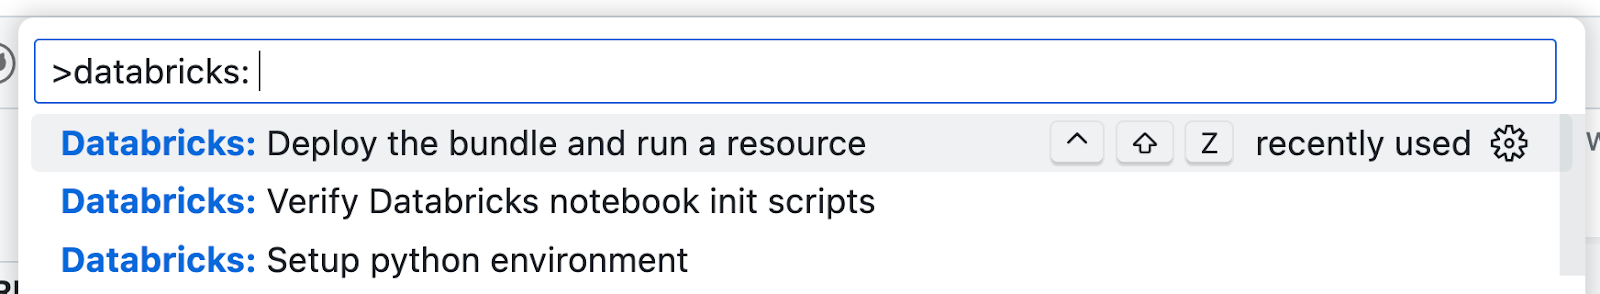 >databricks:
Databricks: Deploy the bundle and run a resource ^ ⇧ Z recently used
Databricks: Verify Databricks notebook init scripts
Databricks: Setup python environment